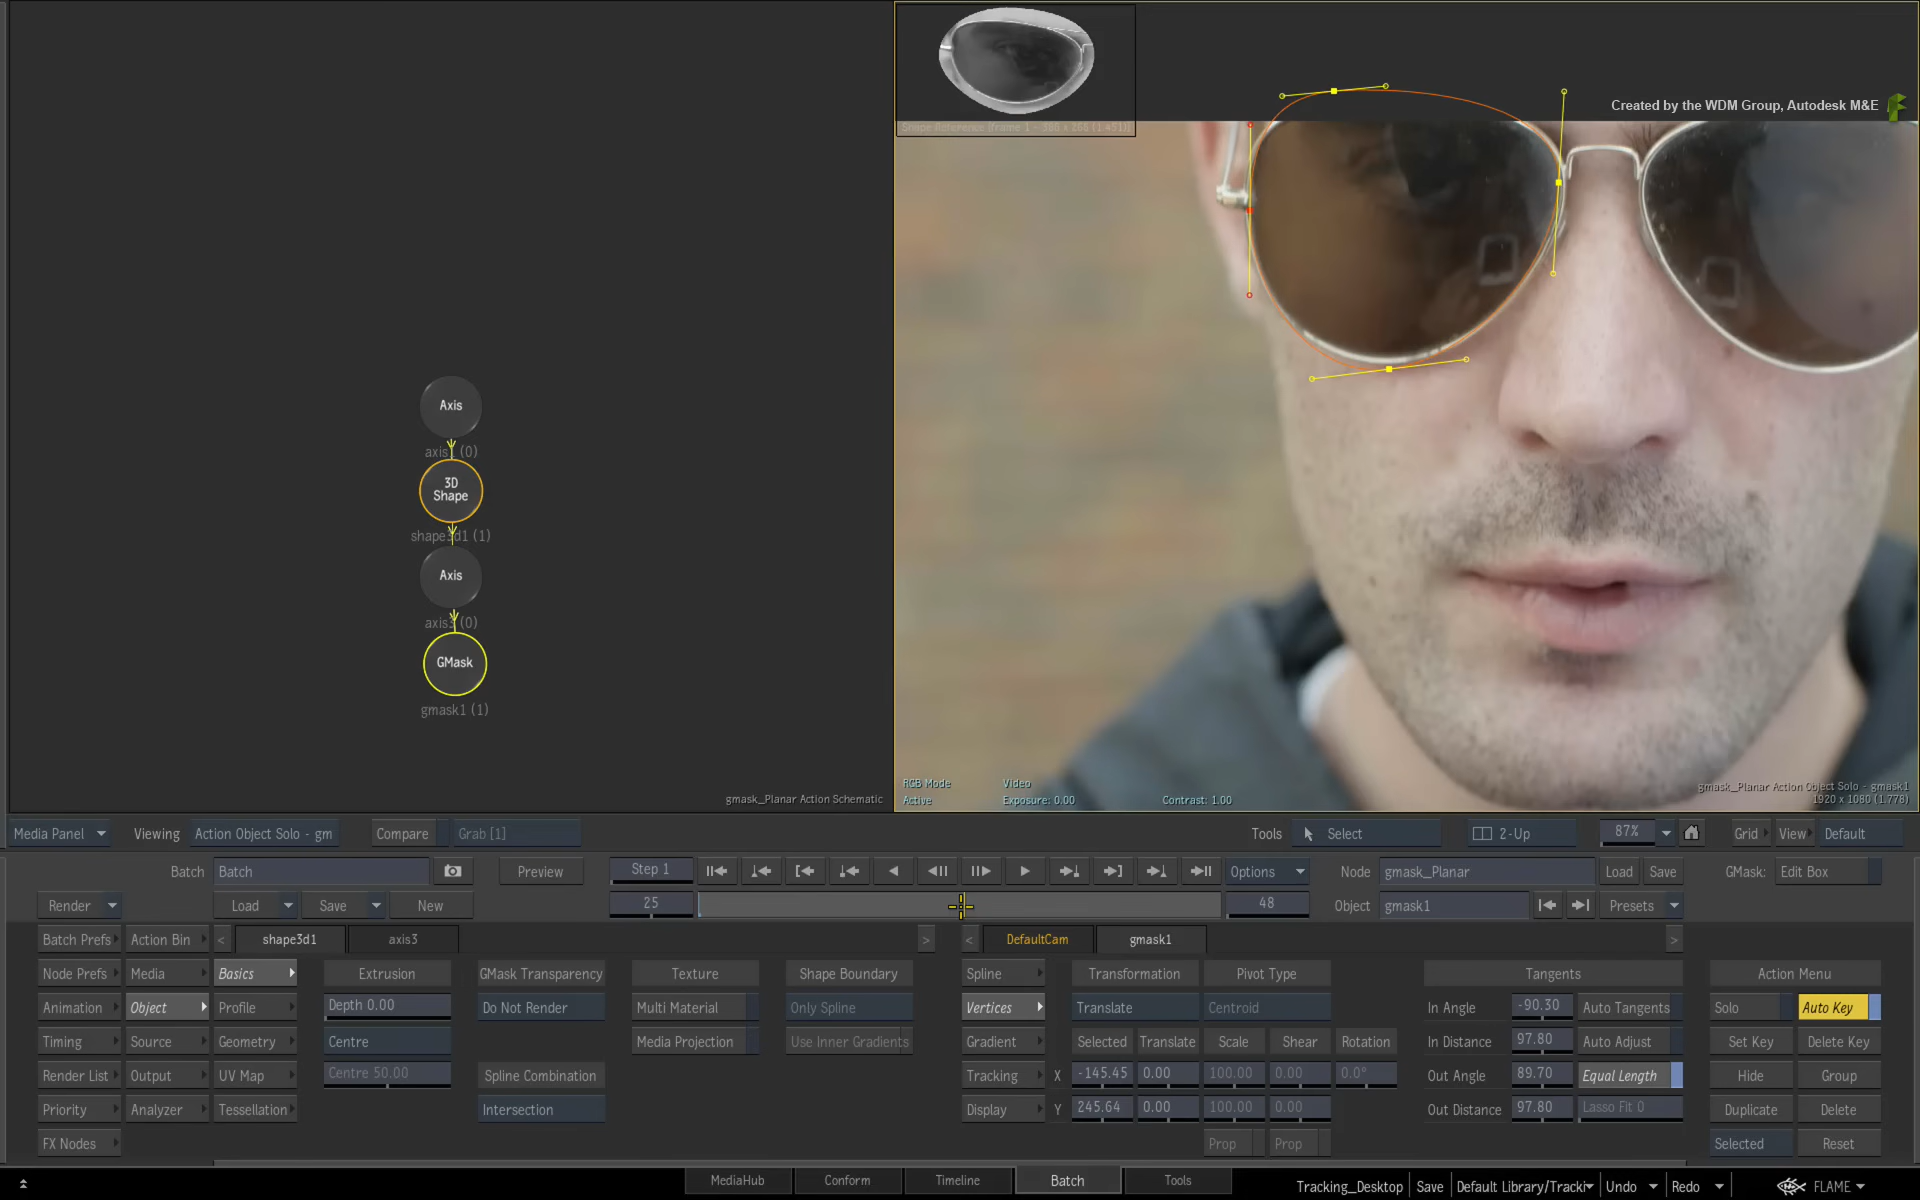 Shape Reference (frame 1 - 386 x 266 (1.451))
Created by the WDM Group, Autodesk M&E
Axis
axis1 (0)
3D
Shape
shape3d1 (1)
Axis
axis3 (0)
GMask
gmask1 (1)
gmask_Planar Action Schematic
RGB Mode Video
Active Exposure: 0.00 Contrast: 1.00
gmask_Planar Action Object Solo - gmask1
1920 x 1080 (1.778)
Media Panel Viewing Action Object Solo - gm Compare Grab [1] Tools Select 2-Up 87% Grid View Default
Batch Batch Preview Step 1 Options Node gmask_Planar Load Save GMask: Edit Box
Render Load Save New 25 48 Object gmask1 Presets
Batch Prefs Action Bin < shape3d1 axis3 > < DefaultCam gmask1 >
Node Prefs Media Basics Extrusion GMask Transparency Texture Shape Boundary Spline Transformation Pivot Type Tangents Action Menu
Animation Object Profile Depth 0.00 Do Not Render Multi Material Only Spline Vertices Translate Centroid In Angle -90.30 Auto Tangents Solo Auto Key
Timing Source Geometry Centre Media Projection Use Inner Gradients Gradient Selected Translate Scale Shear Rotation In Distance 97.80 Auto Adjust Set Key Delete Key
Render List Output UV Map Centre 50.00 Spline Combination Tracking X -145.45 0.00 100.00 0.00 0.0° Out Angle 89.70 Equal Length Hide Group
Priority Analyzer Tessellation Intersection Display Y 245.64 0.00 100.00 0.00 Out Distance 97.80 Lasso Fit 0 Duplicate Delete
FX Nodes Prop Prop Selected Reset
MediaHub Conform Timeline Batch Tools Tracking_Desktop Save Default Library/Tracki Undo Redo FLAME